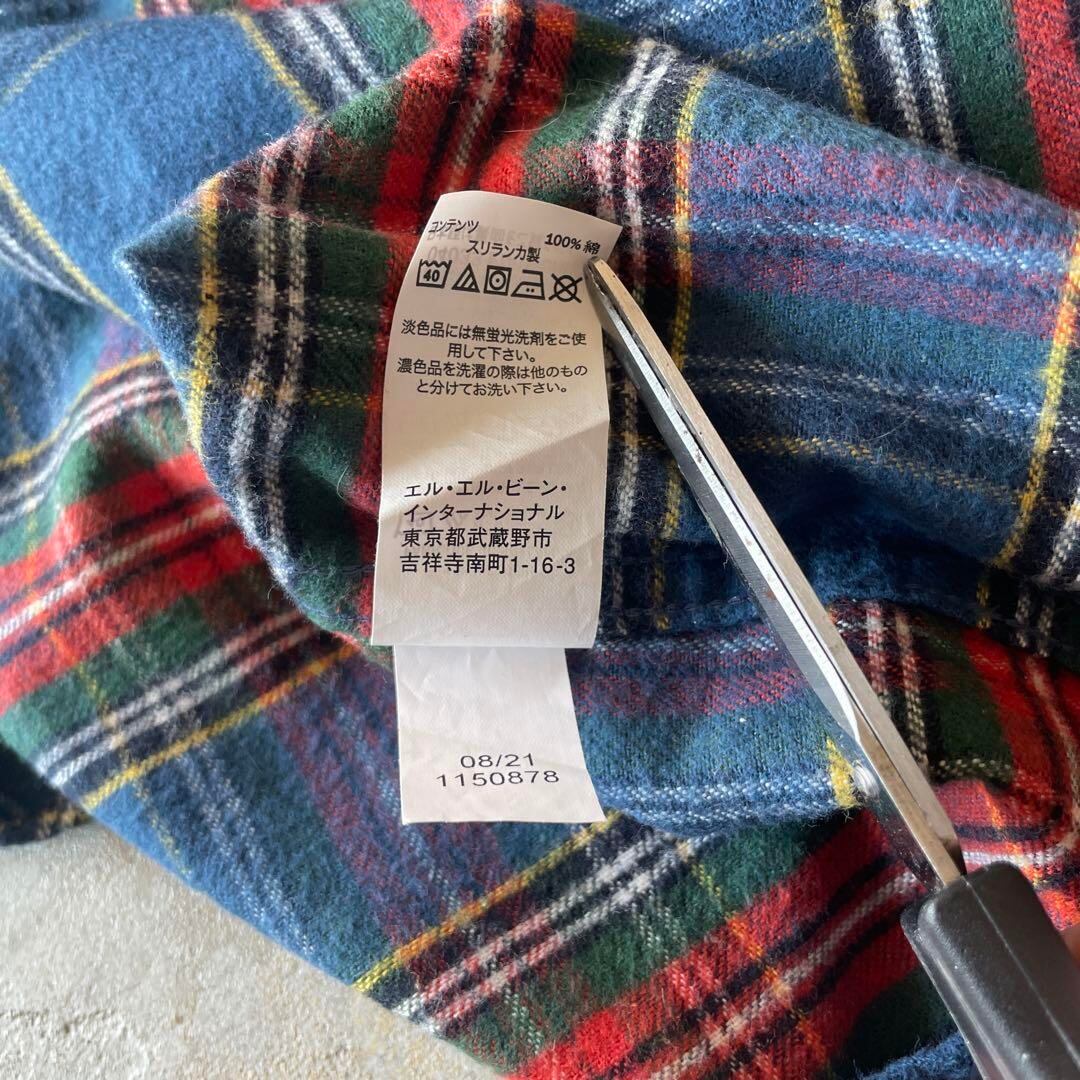 コンテンツ 100% 綿
スリランカ製
40
淡色品には無蛍光洗剤をご使
用して下さい。
濃色品を洗濯の際は他のもの
と分けてお洗い下さい。
エル・エル・ビーン・
インターナショナル
東京都武蔵野市
吉祥寺南町1-16-3
08/21
1150878